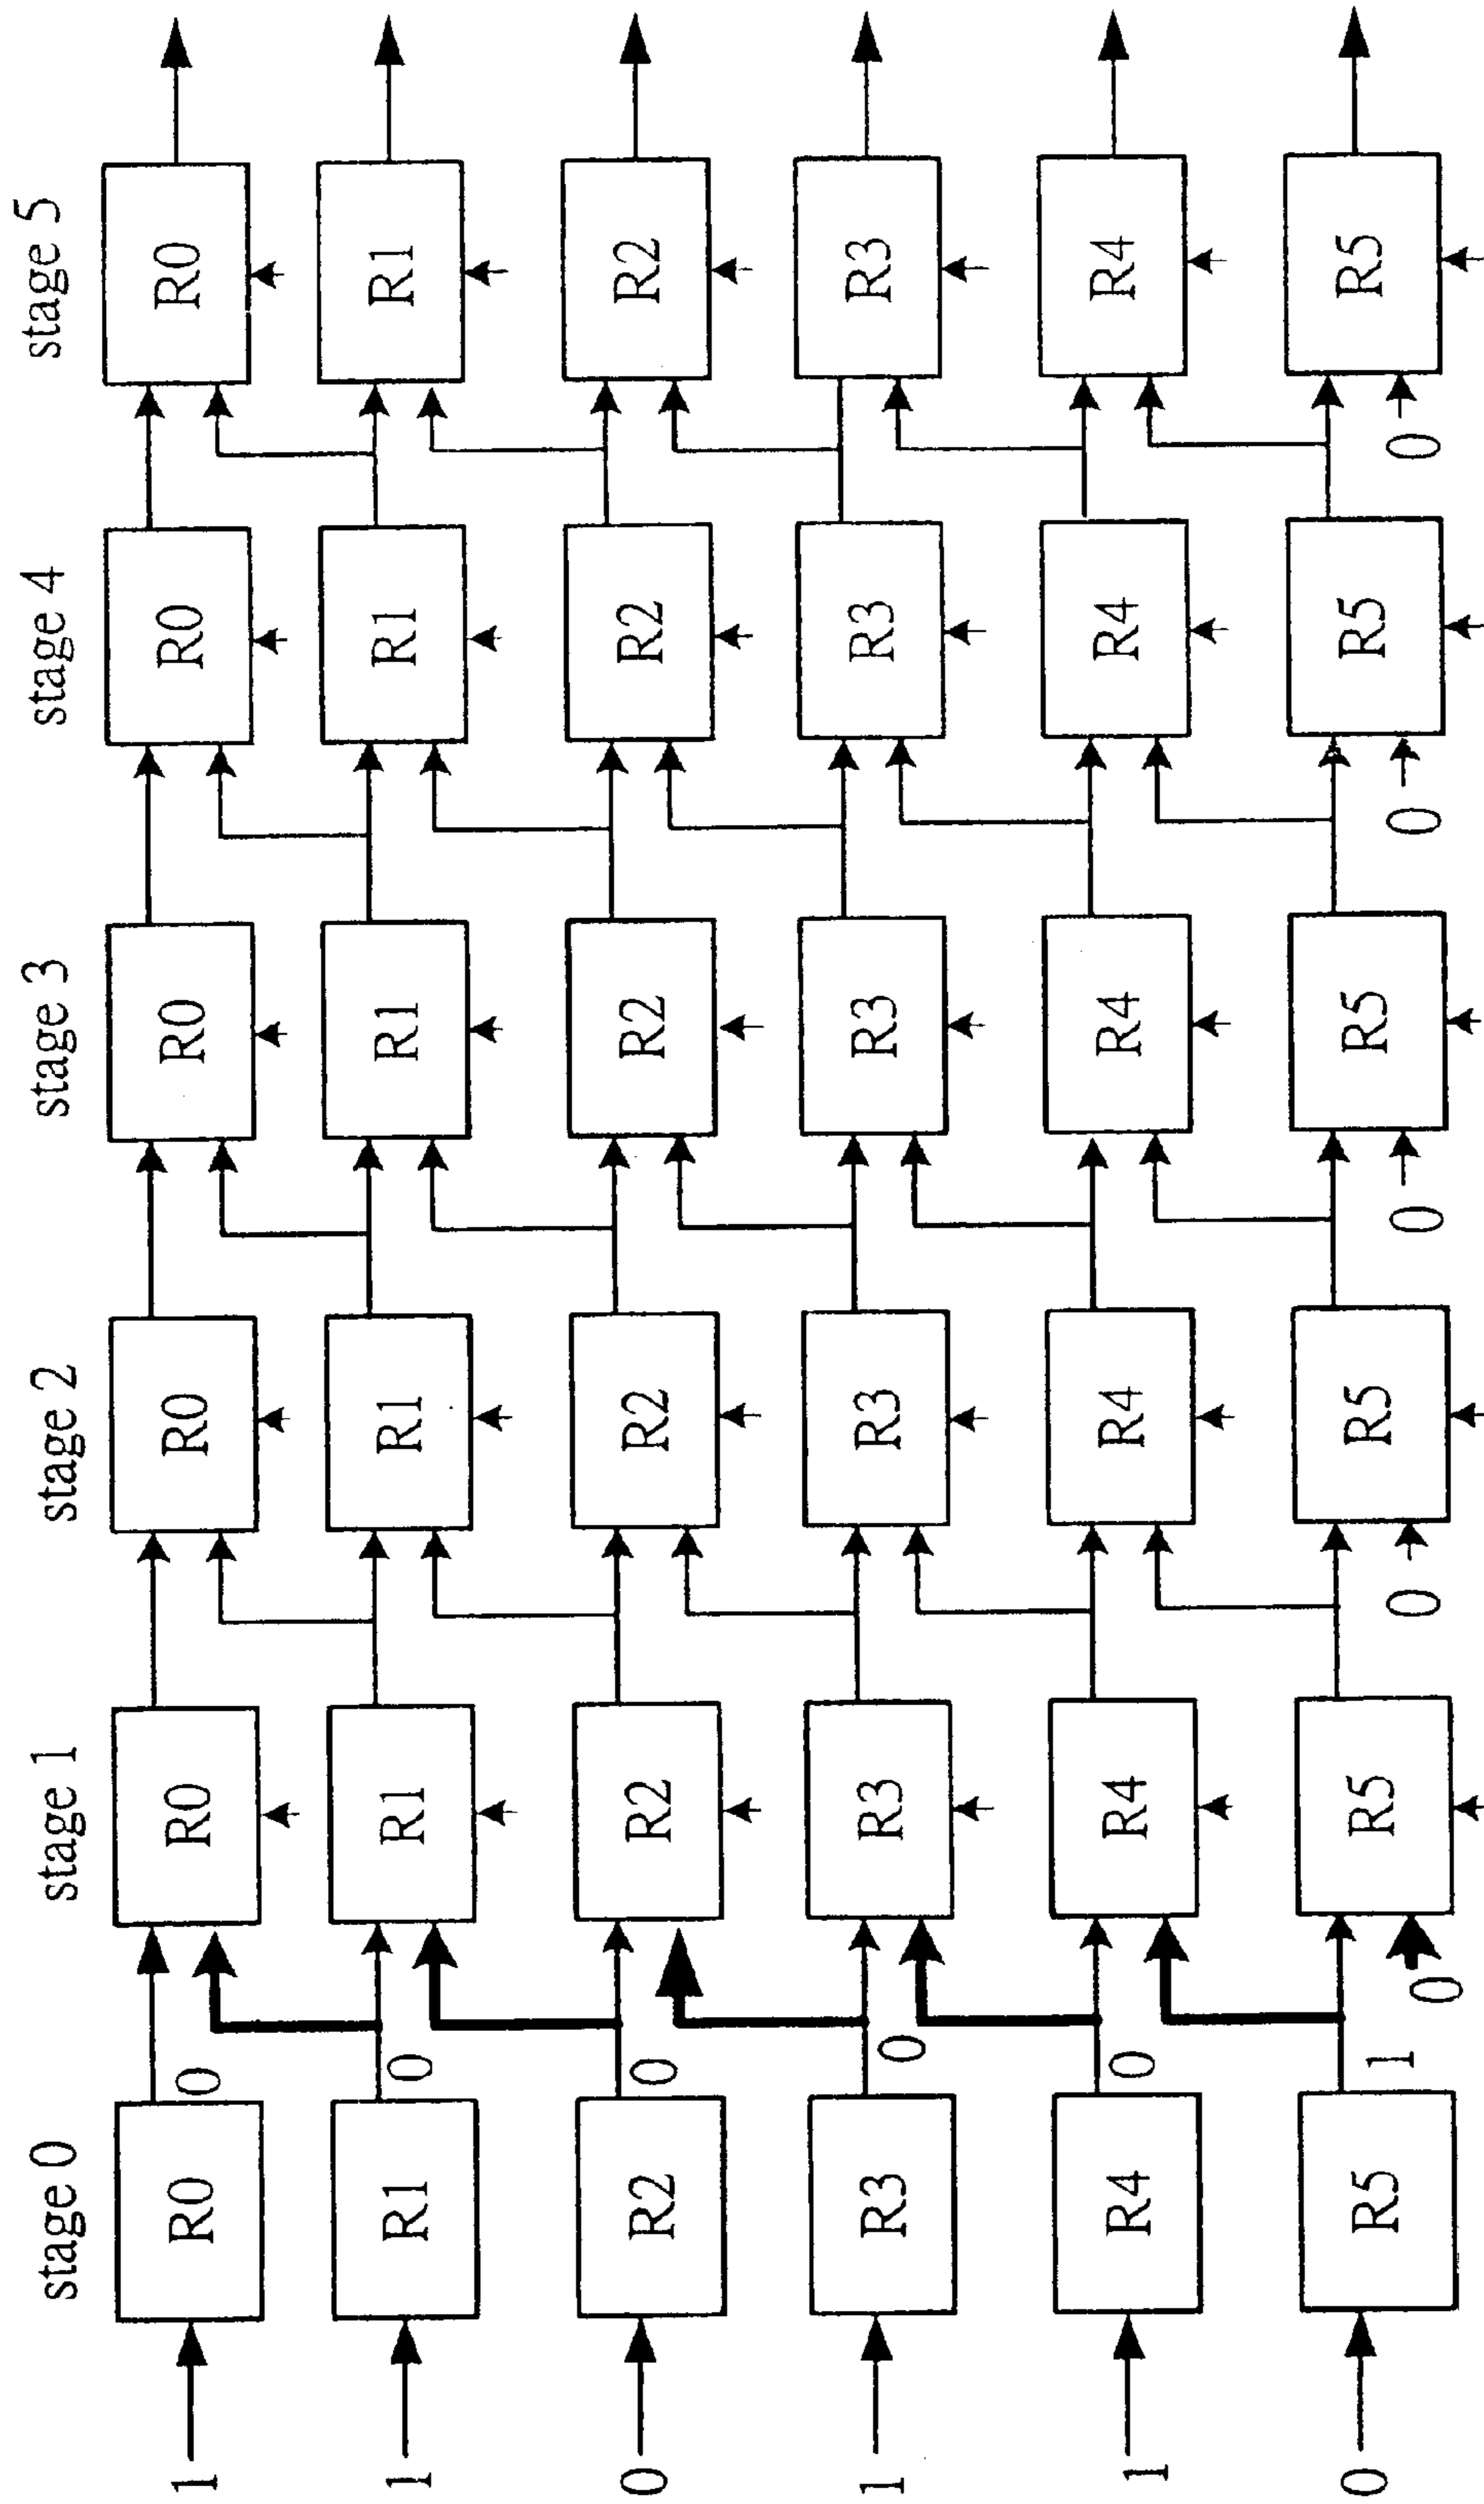 stage 0 stage 1 stage 2 stage 3 stage 4 stage 5
1 R0 0 R0 R0 R0 R0 R0
1 R1 0 R1 R1 R1 R1 R1
0 R2 0 R2 R2 R2 R2 R2
1 R3 0 R3 R3 R3 R3 R3
1 R4 0 R4 R4 R4 R4 R4
0 R5 1 R5 R5 R5 R5 R5
0 0 0 0 0